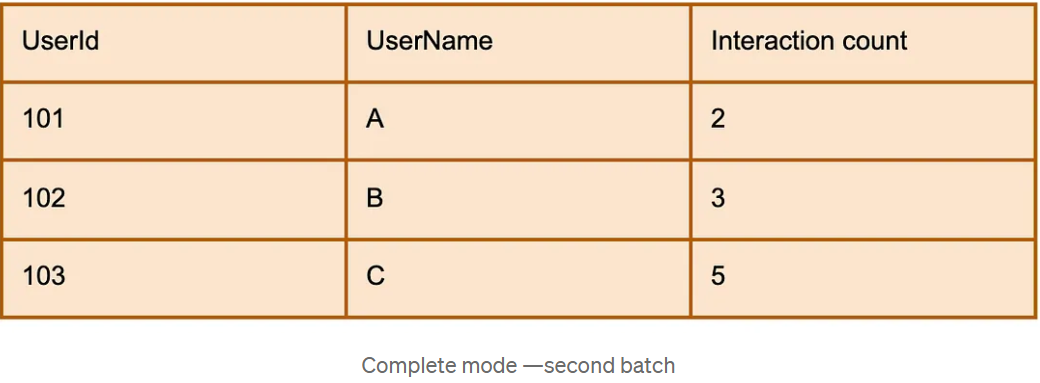 UserId UserName Interaction count
101 A 2
102 B 3
103 C 5
Complete mode —second batch